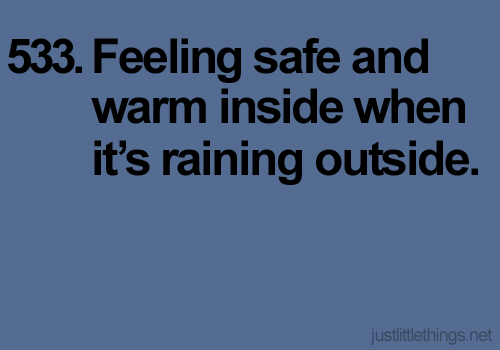 533. Feeling safe and
warm inside when
it's raining outside.
justlittlethings.net